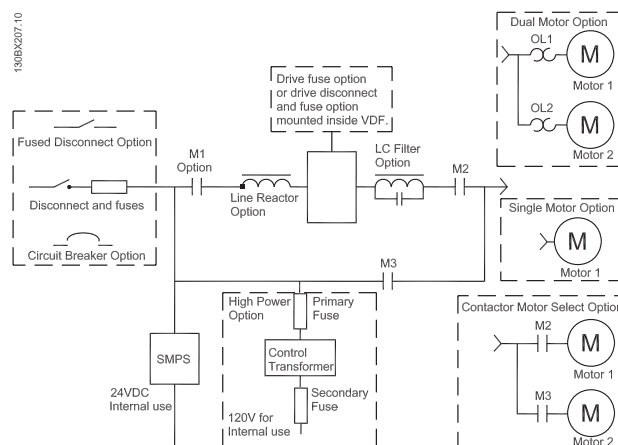 130BX207.10
Fused Disconnect Option
Disconnect and fuses
Circuit Breaker Option
M1
Option
Line Reactor
Option
Drive fuse option
or drive disconnect
and fuse option
mounted inside VDF.
LC Filter
Option
M2
M3
SMPS
24VDC
Internal use
High Power
Option
Primary
Fuse
Control
Transformer
Secondary
Fuse
120V for
Internal use
Dual Motor Option
OL1
M
Motor 1
OL2
M
Motor 2
Single Motor Option
M
Motor 1
Contactor Motor Select Option
M2
M
Motor 1
M3
M
Motor 2